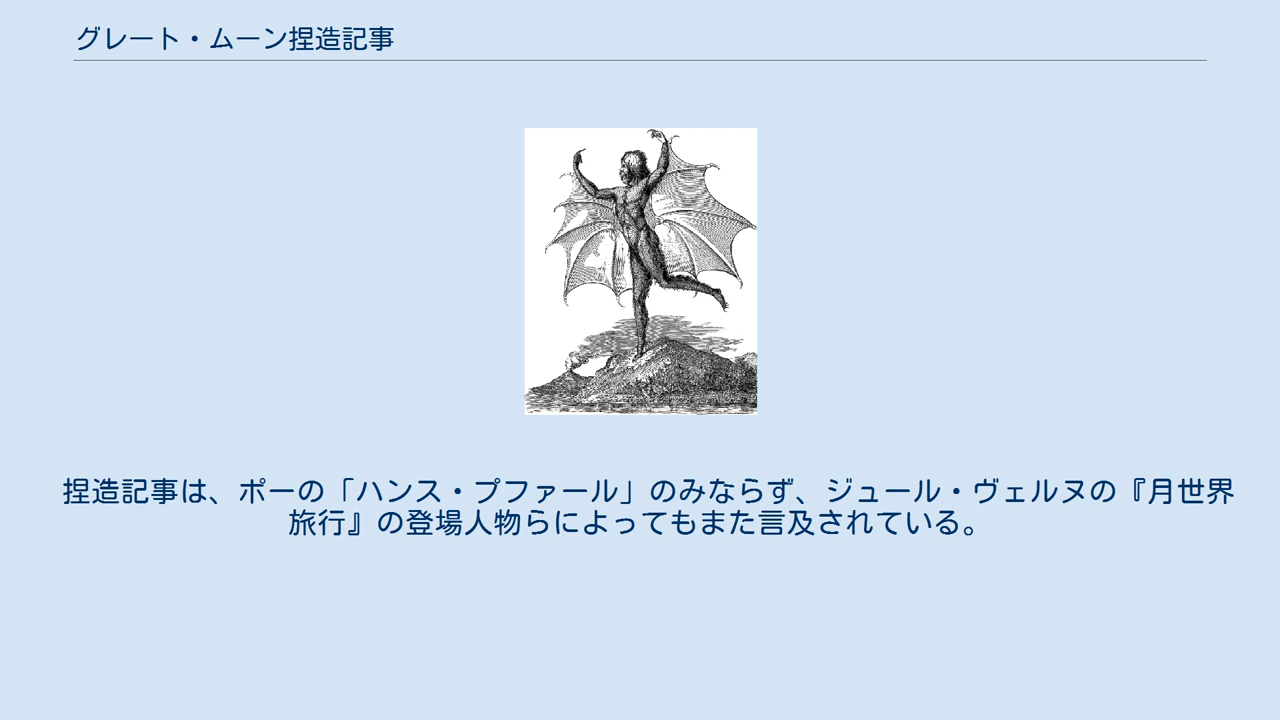 グレート・ムーン捏造記事
捏造記事は、ポーの「ハンス・プファール」のみならず、ジュール・ヴェルヌの『月世界
旅行』の登場人物らによってもまた言及されている。